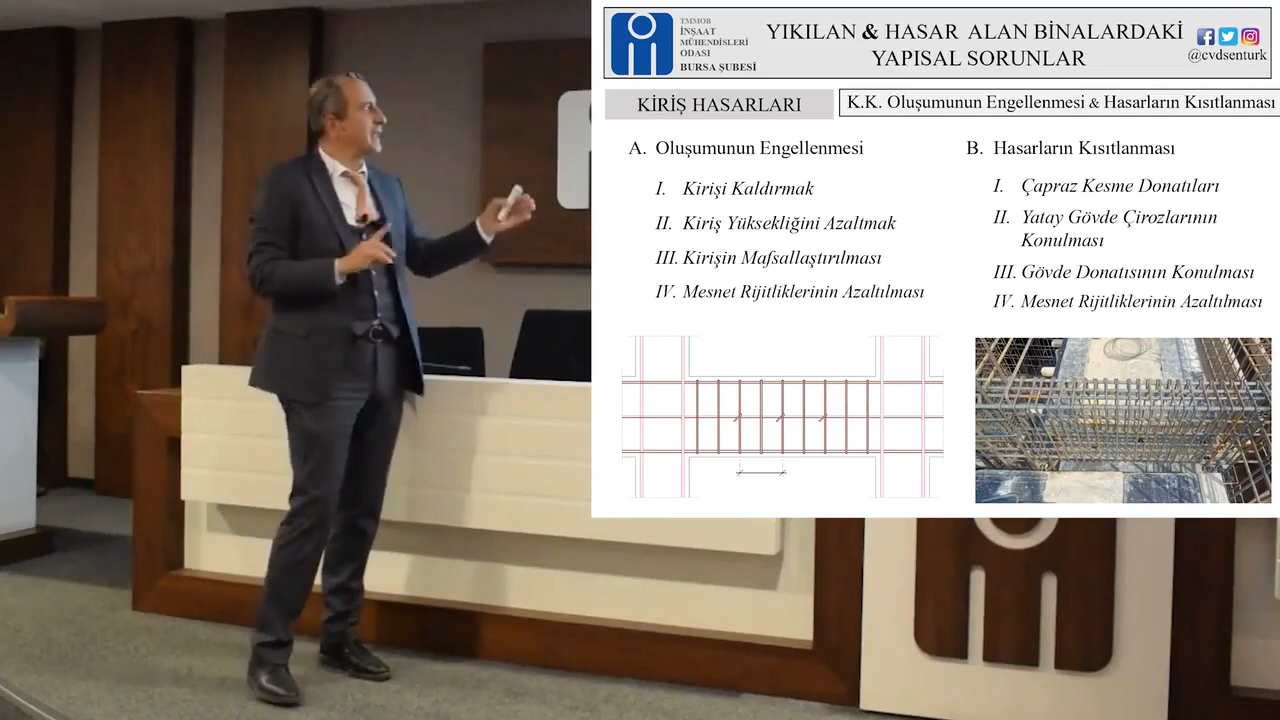 TMMOB
İNŞAAT
MÜHENDİSLERİ
ODASI
BURSA ŞUBESİ
YIKILAN & HASAR ALAN BİNALARDAKİ
YAPISAL SORUNLAR
@cvdsenturk
KİRİŞ HASARLARI
K.K. Oluşumunun Engellenmesi & Hasarların Kısıtlanması
A. Oluşumunun Engellenmesi
I. Kirişi Kaldırmak
II. Kiriş Yüksekliğini Azaltmak
III. Kirişin Mafsallaştırılması
IV. Mesnet Rijitliklerinin Azaltılması
B. Hasarların Kısıtlanması
I. Çapraz Kesme Donatıları
II. Yatay Gövde Çirozlarının
Konulması
III. Gövde Donatısının Konulması
IV. Mesnet Rijitliklerinin Azaltılması